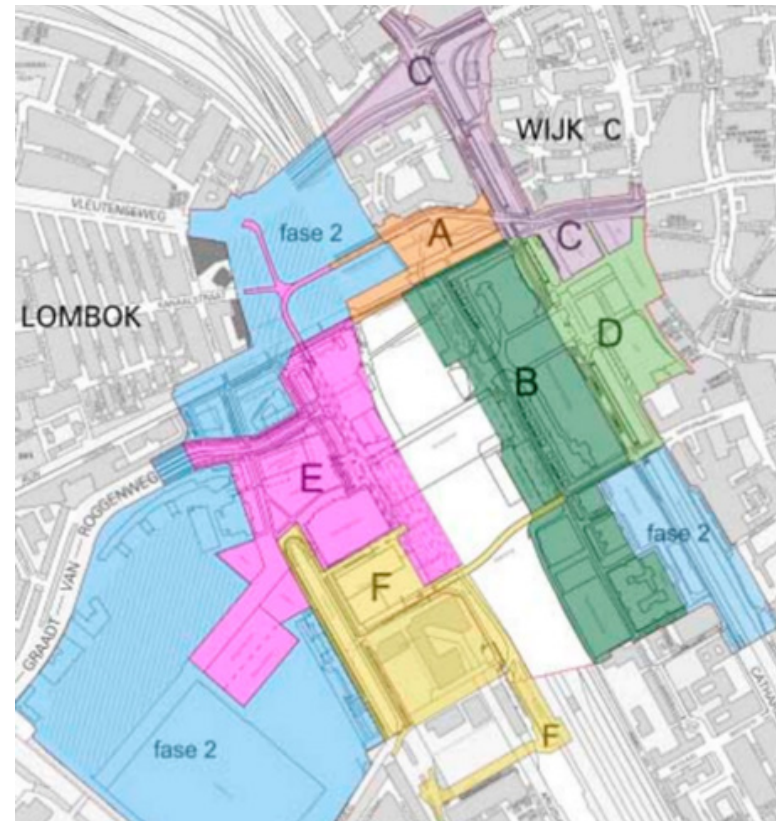 C
WIJK C
VLEUTENSEWEG
fase 2
A
C
KANAALSTRAAT
LOMBOK
D
B
E
GRAADT VAN ROGGENWEG
fase 2
F
fase 2
F